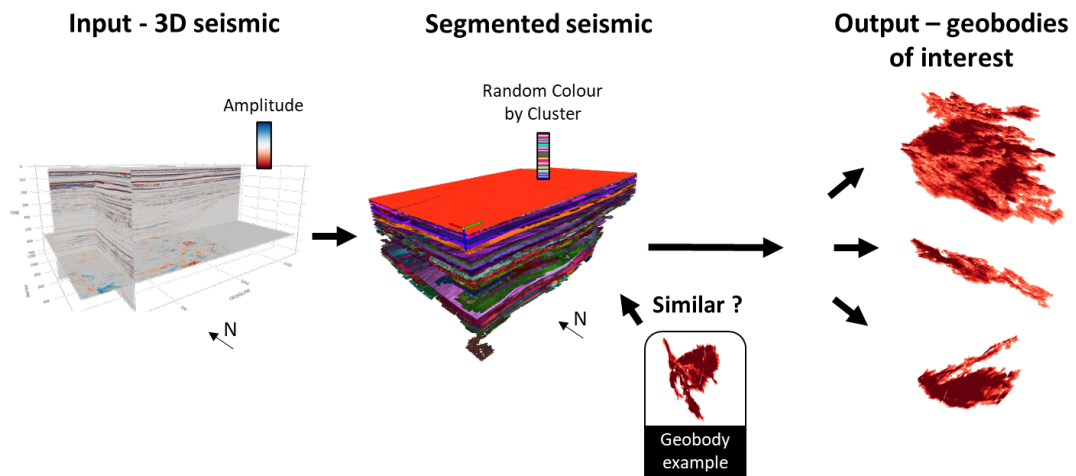 Input - 3D seismic
Segmented seismic
Output – geobodies
of interest
Amplitude
Random Colour
by Cluster
N
N
Similar ?
Geobody
example